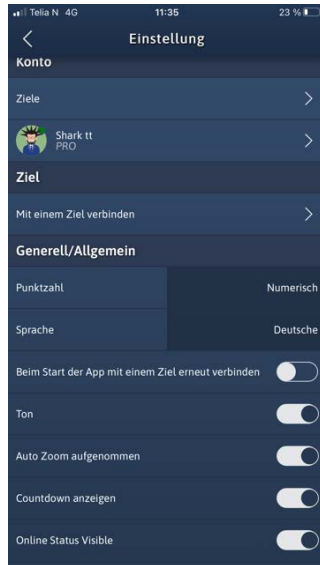 Telia N 4G 11:35 23 %
Einstellung
Konto
Ziele
Shark tt
PRO
Ziel
Mit einem Ziel verbinden
Generell/Allgemein
Punktzahl Numerisch
Sprache Deutsche
Beim Start der App mit einem Ziel erneut verbinden
Ton
Auto Zoom aufgenommen
Countdown anzeigen
Online Status Visible